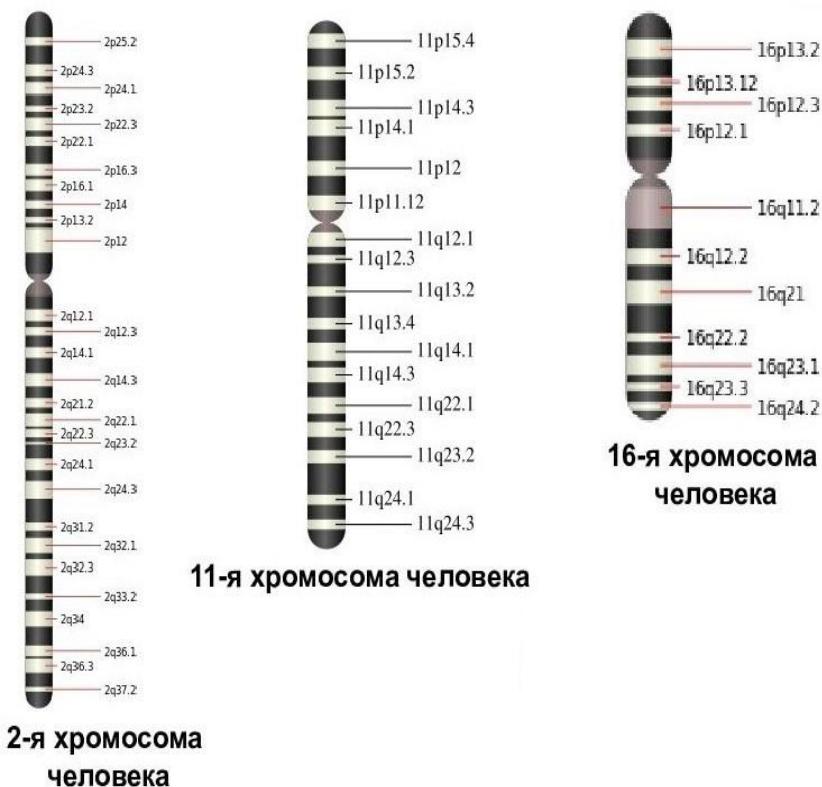 2p25.2
2p24.3
2p24.1
2p23.2
2p22.3
2p22.1
2p16.3
2p16.1
2p14
2p13.2
2p12
2q12.1
2q12.3
2q14.1
2q14.3
2q21.2
2q22.1
2q22.3
2q23.2
2q24.1
2q24.3
2q31.2
2q32.1
2q32.3
2q33.2
2q34
2q36.1
2q36.3
2q37.2
2-я хромосома
человека
11p15.4
11p15.2
11p14.3
11p14.1
11p12
11p11.12
11q12.1
11q12.3
11q13.2
11q13.4
11q14.1
11q14.3
11q22.1
11q22.3
11q23.2
11q24.1
11q24.3
11-я хромосома человека
16p13.2
16p13.12
16p12.3
16p12.1
16q11.2
16q12.2
16q21
16q22.2
16q23.1
16q23.3
16q24.2
16-я хромосома
человека